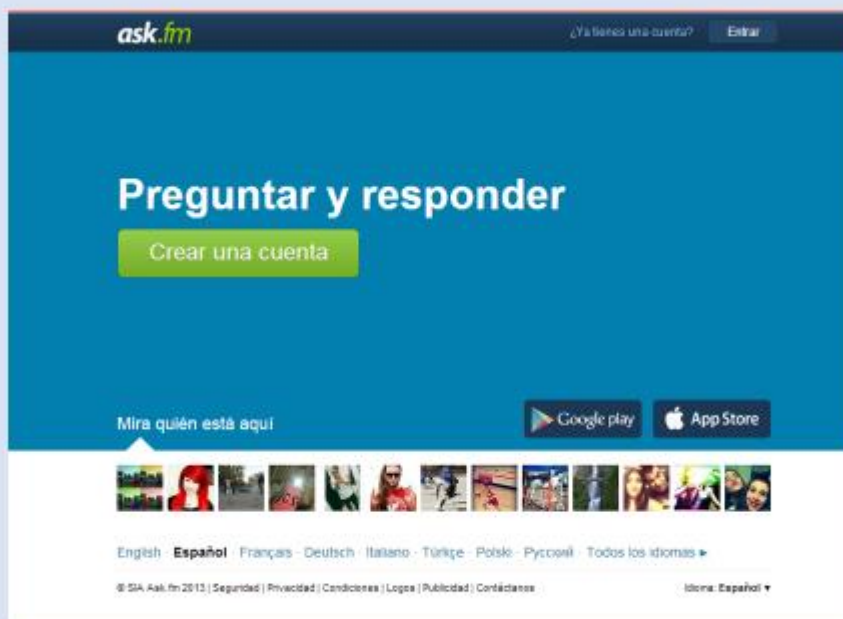 ask.fm
¿Ya tienes una cuenta? Entrar
Preguntar y responder
Crear una cuenta
Mira quién está aquí
Google play
App Store
English · Español · Français · Deutsch · Italiano · Türkçe · Polski · Русский · Todos los idiomas ►
© SIA Ask.fm 2013 | Seguridad | Privacidad | Condiciones | Logos | Publicidad | Contáctanos
Idioma: Español ▼